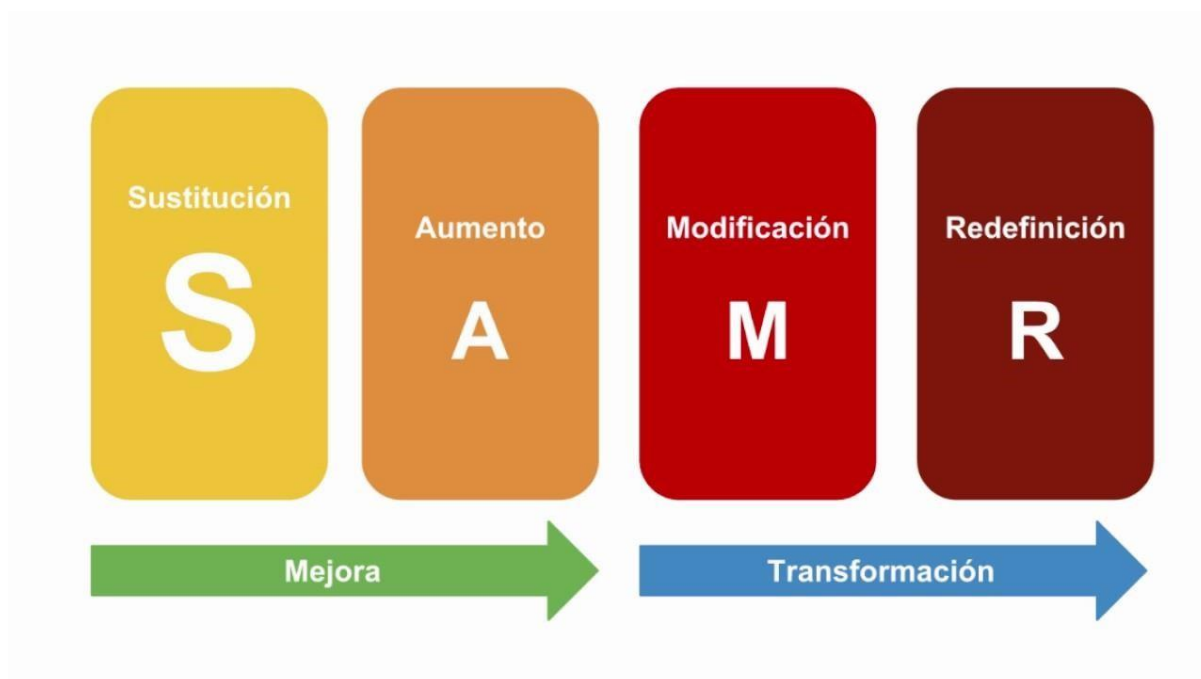 Sustitución
S
Aumento
A
Modificación
M
Redefinición
R
Mejora
Transformación